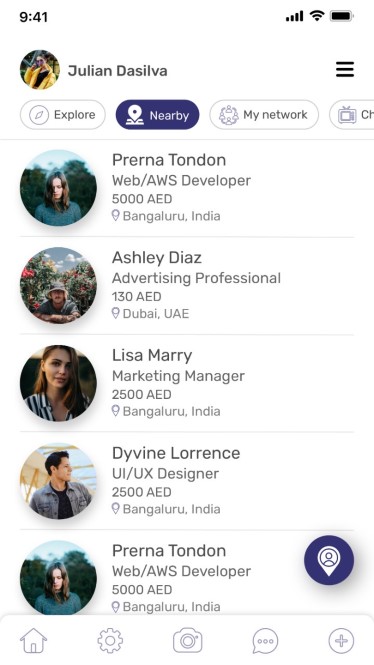 9:41
Julian Dasilva
Explore
Nearby
My network
Ch
Prerna Tondon
Web/AWS Developer
5000 AED
Bangaluru, India
Ashley Diaz
Advertising Professional
130 AED
Dubai, UAE
Lisa Marry
Marketing Manager
2500 AED
Bangaluru, India
Dyvine Lorrence
UI/UX Designer
2500 AED
Bangaluru, India
Prerna Tondon
Web/AWS Developer
5000 AED
Bangaluru, India